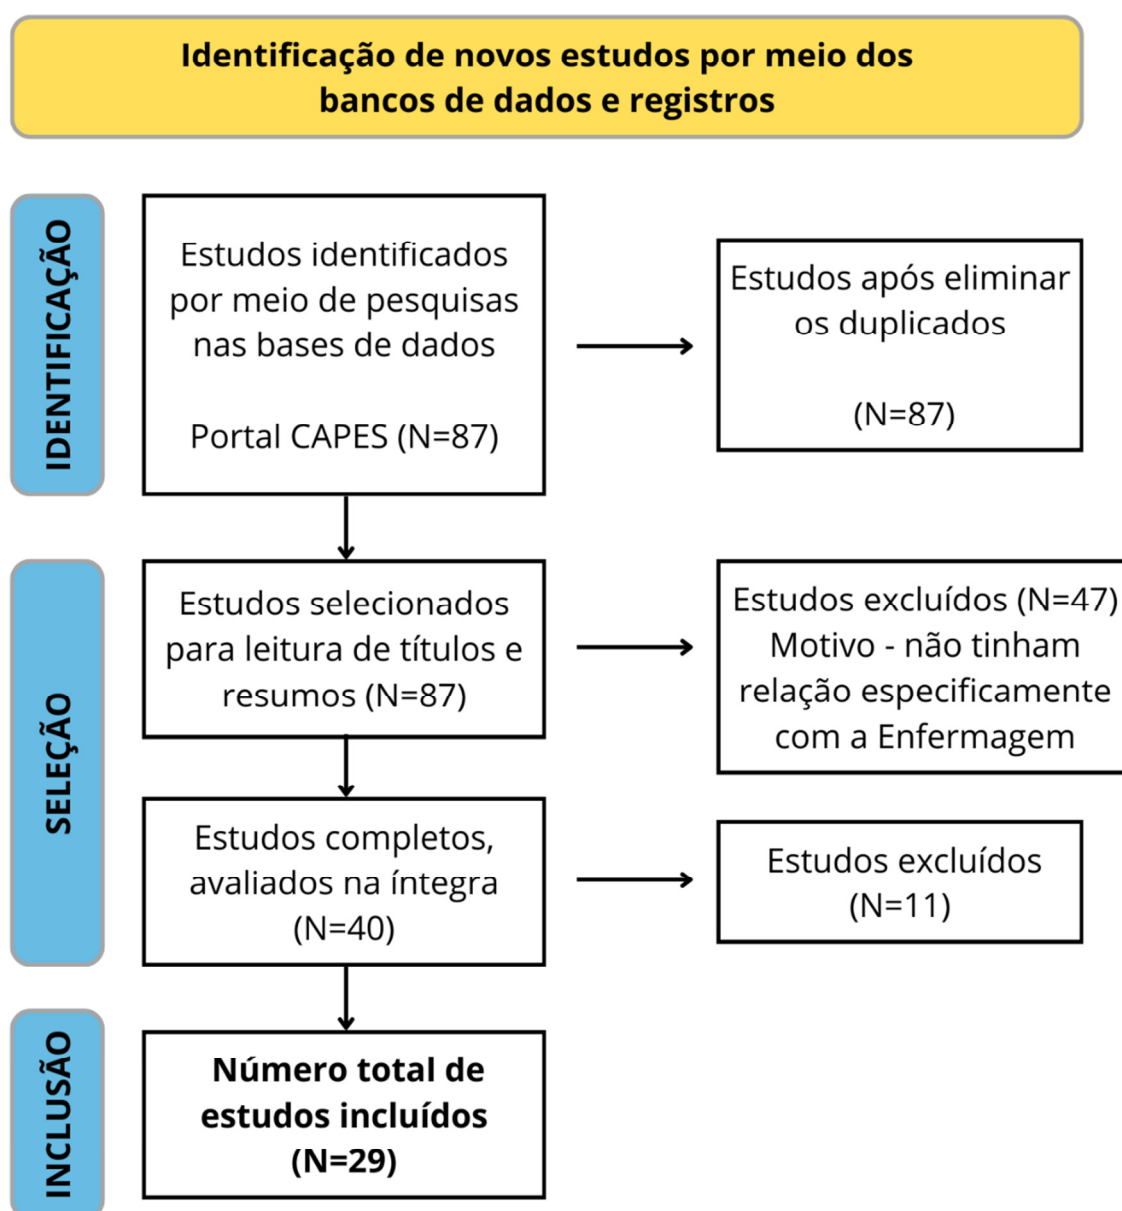 Identificação de novos estudos por meio dos
bancos de dados e registros
IDENTIFICAÇÃO
Estudos identificados
por meio de pesquisas
nas bases de dados
Portal CAPES (N=87)
Estudos após eliminar
os duplicados
(N=87)
SELEÇÃO
Estudos selecionados
para leitura de títulos e
resumos (N=87)
Estudos excluídos (N=47)
Motivo - não tinham
relação especificamente
com a Enfermagem
Estudos completos,
avaliados na íntegra
(N=40)
Estudos excluídos
(N=11)
INCLUSÃO
Número total de
estudos incluídos
(N=29)